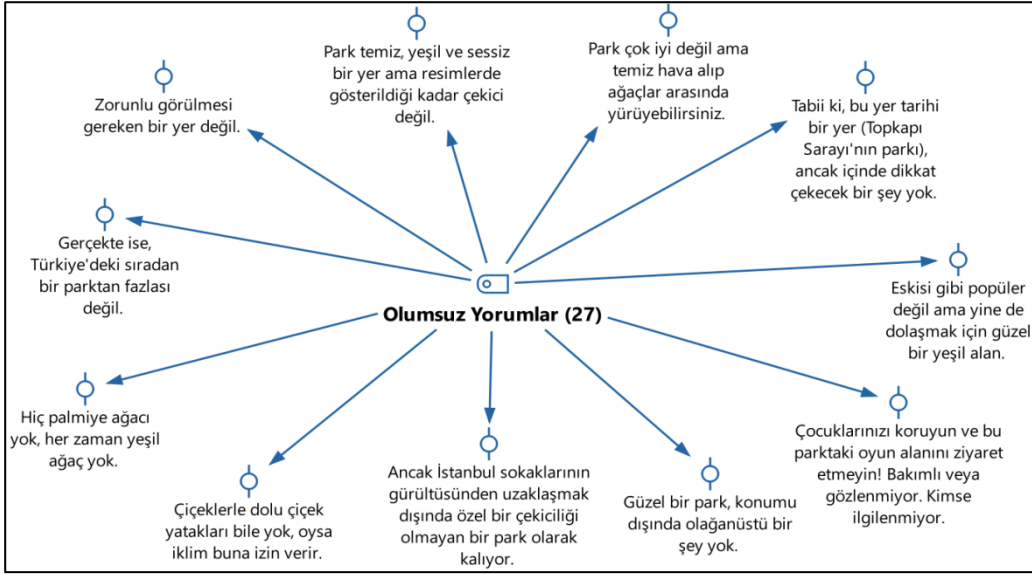 Park temiz, yeşil ve sessiz
bir yer ama resimlerde
gösterildiği kadar çekici
değil.
Park çok iyi değil ama
temiz hava alıp
ağaçlar arasında
yürüyebilirsiniz.
Zorunlu görülmesi
gereken bir yer değil.
Tabii ki, bu yer tarihi
bir yer (Topkapı
Sarayı'nın parkı),
ancak içinde dikkat
çekecek bir şey yok.
Gerçekte ise,
Türkiye'deki sıradan
bir parktan fazlası
değil.
Olumsuz Yorumlar (27)
Eskisi gibi popüler
değil ama yine de
dolaşmak için güzel
bir yeşil alan.
Hiç palmiye ağacı
yok, her zaman yeşil
ağaç yok.
Çiçeklerle dolu çiçek
yatakları bile yok, oysa
iklim buna izin verir.
Ancak İstanbul sokaklarının
gürültüsünden uzaklaşmak
dışında özel bir çekiciliği
olmayan bir park olarak
kalıyor.
Güzel bir park, konumu
dışında olağanüstü bir
şey yok.
Çocuklarınızı koruyun ve bu
parktaki oyun alanını ziyaret
etmeyin! Bakımlı veya
gözlenmiyor. Kimse
ilgilenmiyor.